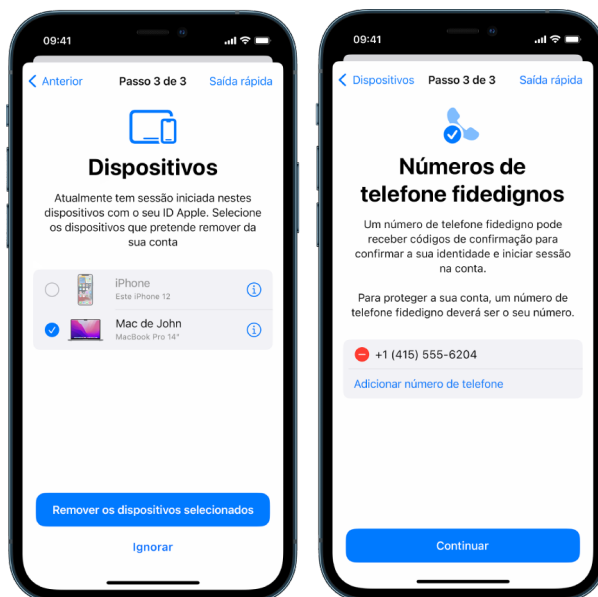 09:41
Anterior
Passo 3 de 3
Saída rápida
Dispositivos
Atualmente tem sessão iniciada nestes
dispositivos com o seu ID Apple. Selecione
os dispositivos que pretende remover da
sua conta
iPhone
Este iPhone 12
Mac de John
MacBook Pro 14"
Remover os dispositivos selecionados
Ignorar
09:41
Dispositivos
Passo 3 de 3
Saída rápida
Números de
telefone fidedignos
Um número de telefone fidedigno pode
receber códigos de confirmação para
confirmar a sua identidade e iniciar sessão
na conta.
Para proteger a sua conta, um número de
telefone fidedigno deverá ser o seu número.
+1 (415) 555-6204
Adicionar número de telefone
Continuar